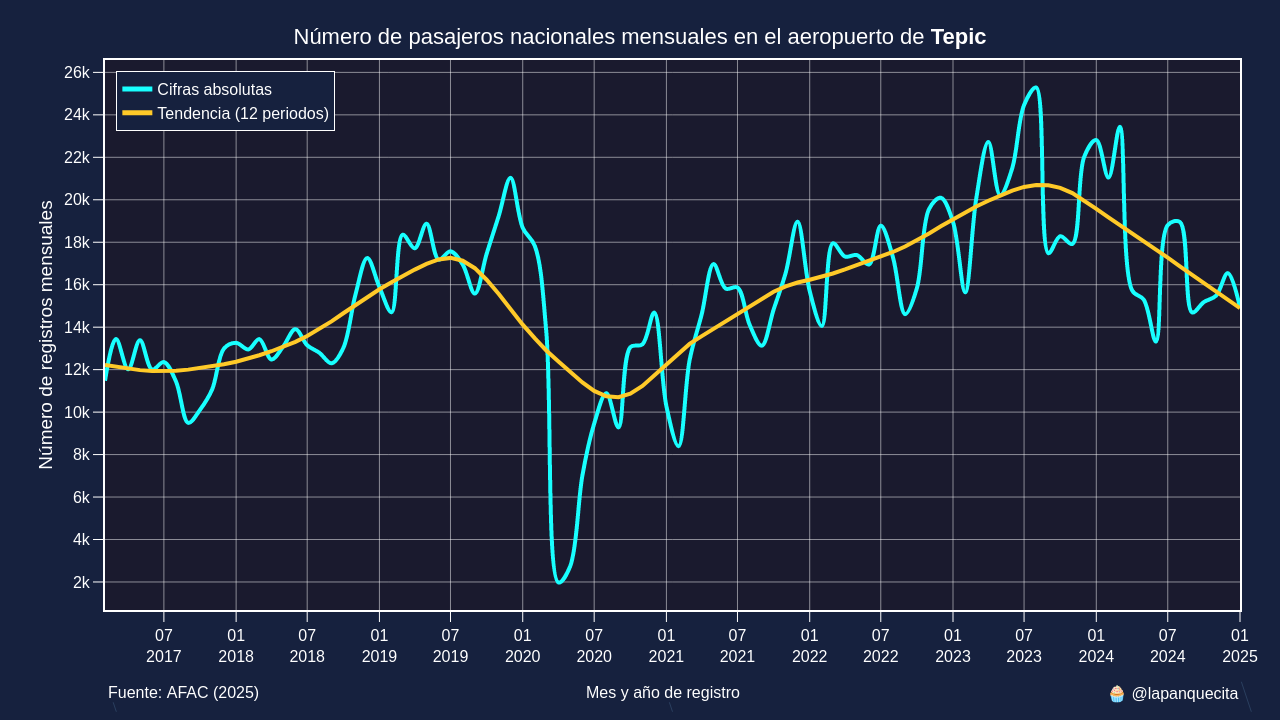 Número de pasajeros nacionales mensuales en el aeropuerto de Tepic
Cifras absolutas
Tendencia (12 periodos)
Número de registros mensuales
26k
24k
22k
20k
18k
16k
14k
12k
10k
8k
6k
4k
2k
07 01 07 01 07 01 07 01 07 01 07 01 07 01 07 01
2017 2018 2018 2019 2019 2020 2020 2021 2021 2022 2022 2023 2023 2024 2024 2025
Fuente: AFAC (2025) Mes y año de registro 🧁 @lapanquecita